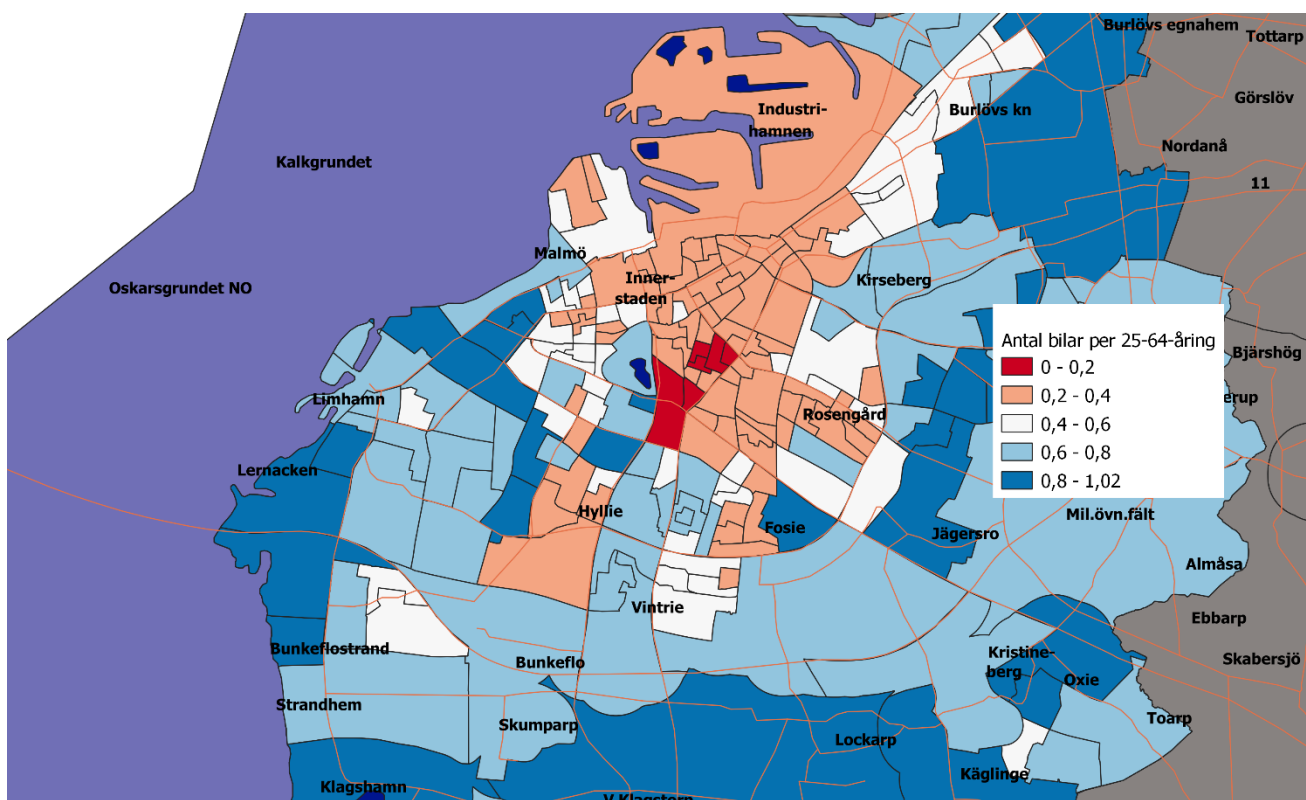 Burlövs egnahem
Tottarp
Görslöv
Industri-
hamnen
Burlövs kn
Nordanå
Kalkgrundet
11
Malmö
Inner-
staden
Kirseberg
Oskarsgrundet NO
Antal bilar per 25-64-åring
0 - 0,2
0,2 - 0,4
0,4 - 0,6
0,6 - 0,8
0,8 - 1,02
Bjärshög
erup
Limhamn
Rosengård
Lernacken
Hyllie
Fosie
Jägersro
Mil.övn.fält
Almåsa
Vintrie
Ebbarp
Bunkeflostrand
Bunkeflo
Kristine-
berg
Oxie
Skabersjö
Strandhem
Skumparp
Toarp
Lockarp
Käglinge
Klagshamn